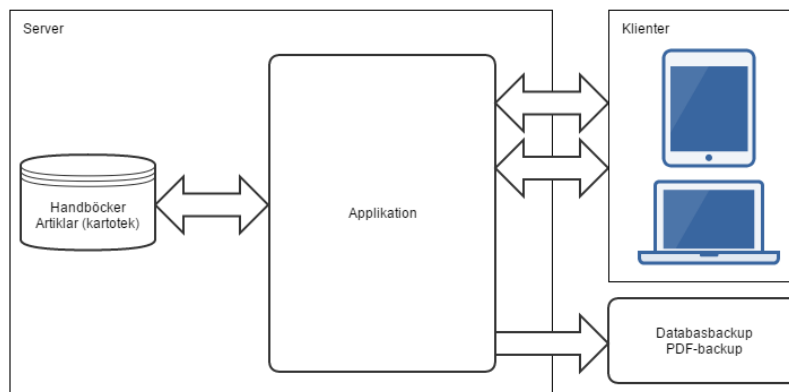 Server
Klienter
Handböcker
Artiklar (kartotek)
Applikation
Databasbackup
PDF-backup